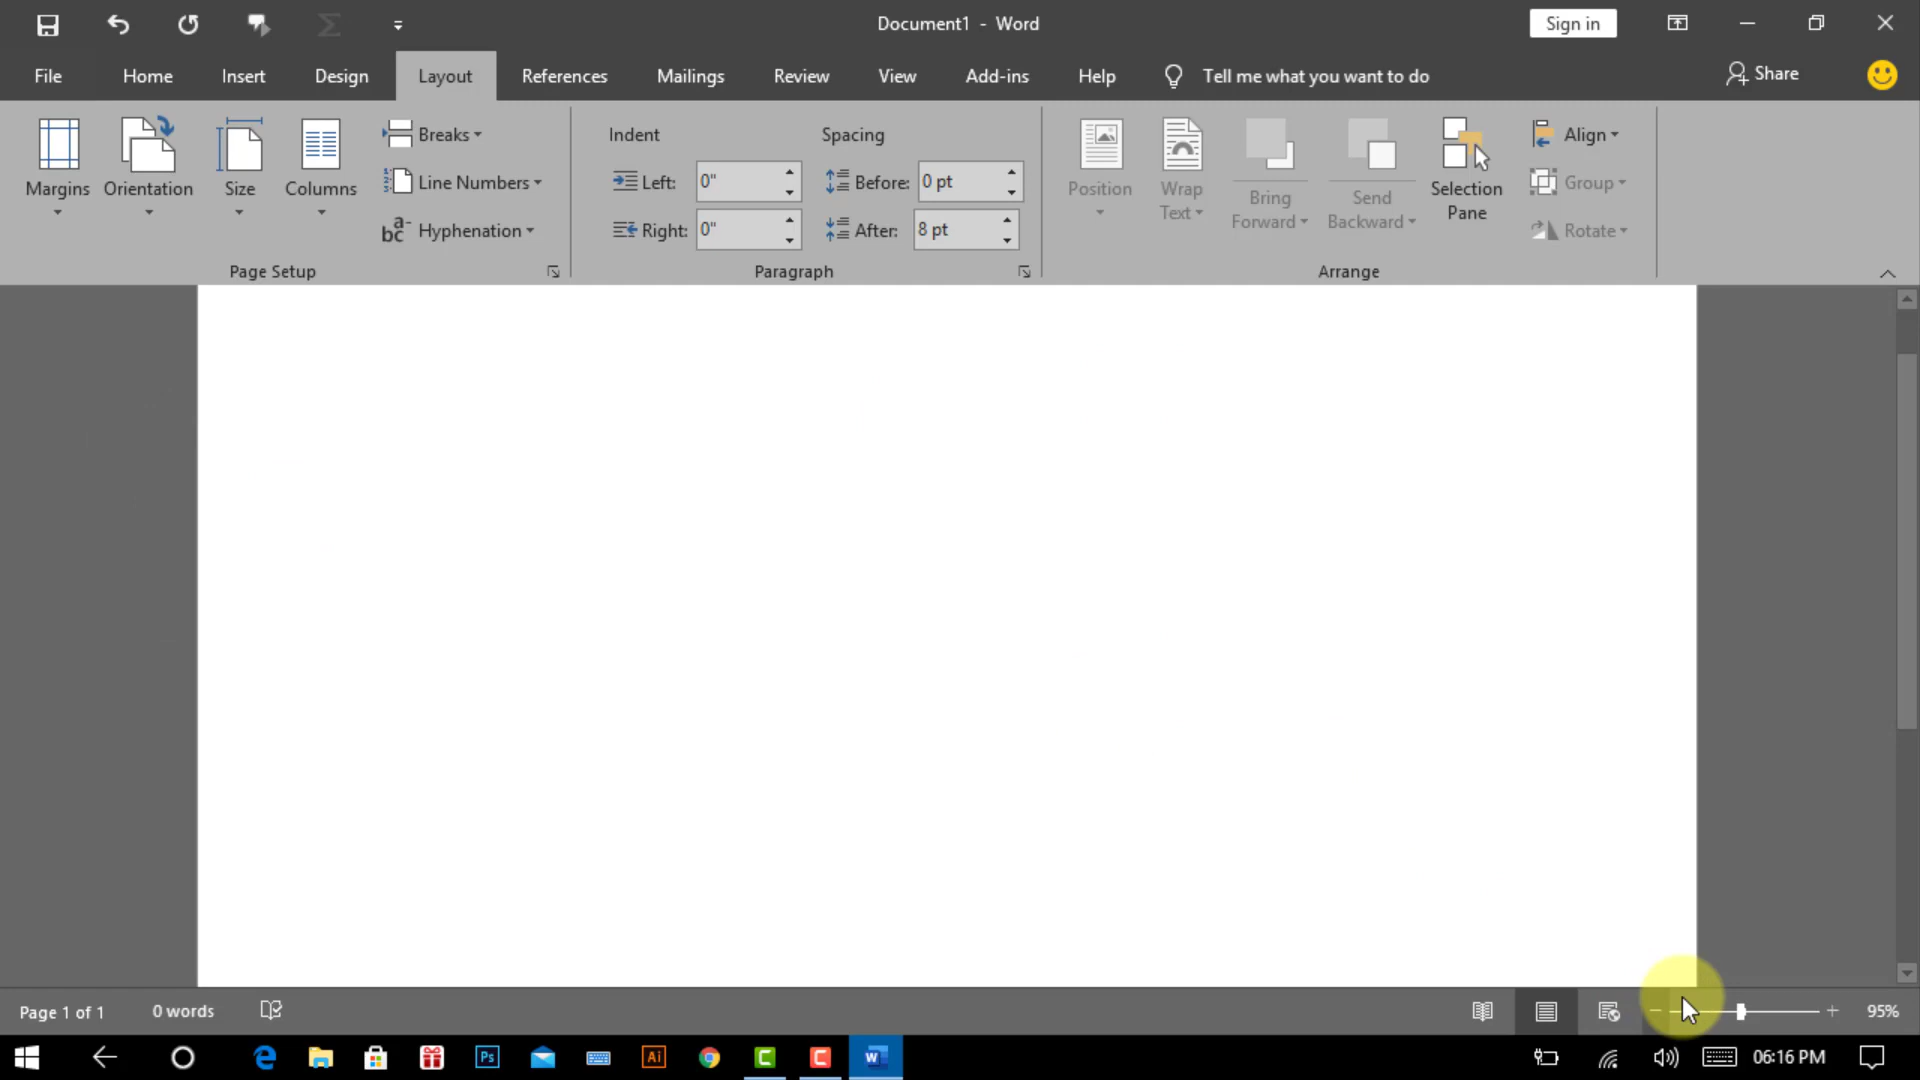 Document1 - Word
Sign in
File Home Insert Design Layout References Mailings Review View Add-ins Help Tell me what you want to do Share
Margins
Orientation
Size
Columns
Breaks
Line Numbers
Hyphenation
Page Setup
Indent
Left: 0"
Right: 0"
Spacing
Before: 0 pt
After: 8 pt
Paragraph
Position
Wrap
Text
Bring
Forward
Send
Backward
Selection
Pane
Align
Group
Rotate
Arrange
Page 1 of 1 0 words 95%
06:16 PM